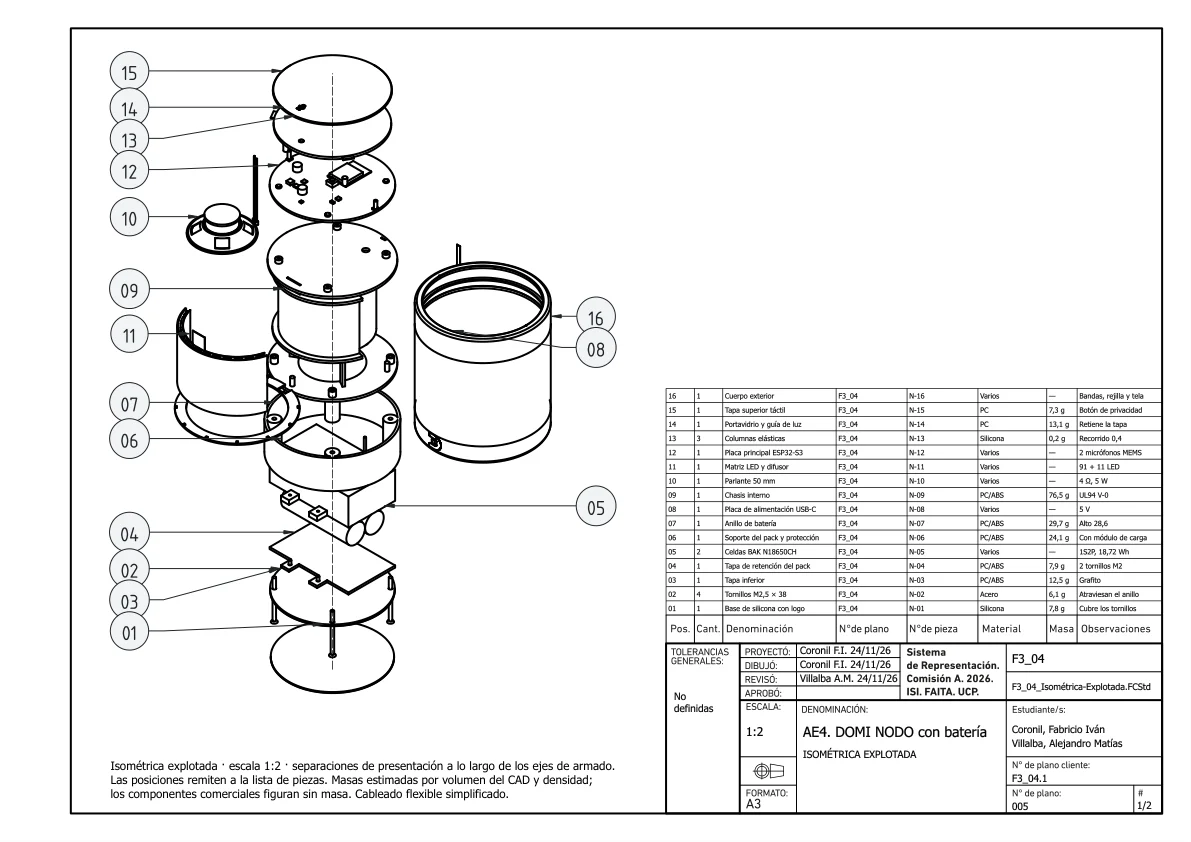 15
14
13
12
10
09
11
16
08
07
06
05
04
02
03
01
16 1 Cuerpo exterior F3_04 N-16 Varios — Bandas, rejilla y tela
15 1 Tapa superior táctil F3_04 N-15 PC 7,3 g Botón de privacidad
14 1 Portavidrio y guía de luz F3_04 N-14 PC 13,1 g Retiene la tapa
13 3 Columnas elásticas F3_04 N-13 Silicona 0,2 g Recorrido 0,4
12 1 Placa principal ESP32-S3 F3_04 N-12 Varios — 2 micrófonos MEMS
11 1 Matriz LED y difusor F3_04 N-11 Varios — 91 + 11 LED
10 1 Parlante 50 mm F3_04 N-10 Varios — 4 Ω, 5 W
09 1 Chasis interno F3_04 N-09 PC/ABS 76,5 g UL94 V-0
08 1 Placa de alimentación USB-C F3_04 N-08 Varios — 5 V
07 1 Anillo de batería F3_04 N-07 PC/ABS 29,7 g Alto 28,6
06 1 Soporte del pack y protección F3_04 N-06 PC/ABS 24,1 g Con módulo de carga
05 2 Celdas BAK N18650CH F3_04 N-05 Varios — 1S2P, 18,72 Wh
04 1 Tapa de retención del pack F3_04 N-04 PC/ABS 7,9 g 2 tornillos M2
03 1 Tapa inferior F3_04 N-03 PC/ABS 12,5 g Grafito
02 4 Tornillos M2,5 × 38 F3_04 N-02 Acero 6,1 g Atraviesan el anillo
01 1 Base de silicona con logo F3_04 N-01 Silicona 7,8 g Cubre los tornillos
Pos. Cant. Denominación N°de plano N°de pieza Material Masa Observaciones
TOLERANCIAS GENERALES:
No definidas
PROYECTÓ: Coronil F.I. 24/11/26
DIBUJÓ: Coronil F.I. 24/11/26
REVISÓ: Villalba A.M. 24/11/26
APROBÓ:
Sistema
de Representación.
Comisión A. 2026.
ISI. FAITA. UCP.
F3_04
F3_04_Isométrica-Explotada.FCStd
ESCALA:
1:2
DENOMINACIÓN:
AE4. DOMI NODO con batería
ISOMÉTRICA EXPLOTADA
Estudiante/s:
Coronil, Fabricio Iván
Villalba, Alejandro Matías
N° de plano cliente:
F3_04.1
FORMATO:
A3
N° de plano:
005
#
1/2
Isométrica explotada · escala 1:2 · separaciones de presentación a lo largo de los ejes de armado.
Las posiciones remiten a la lista de piezas. Masas estimadas por volumen del CAD y densidad;
los componentes comerciales figuran sin masa. Cableado flexible simplificado.